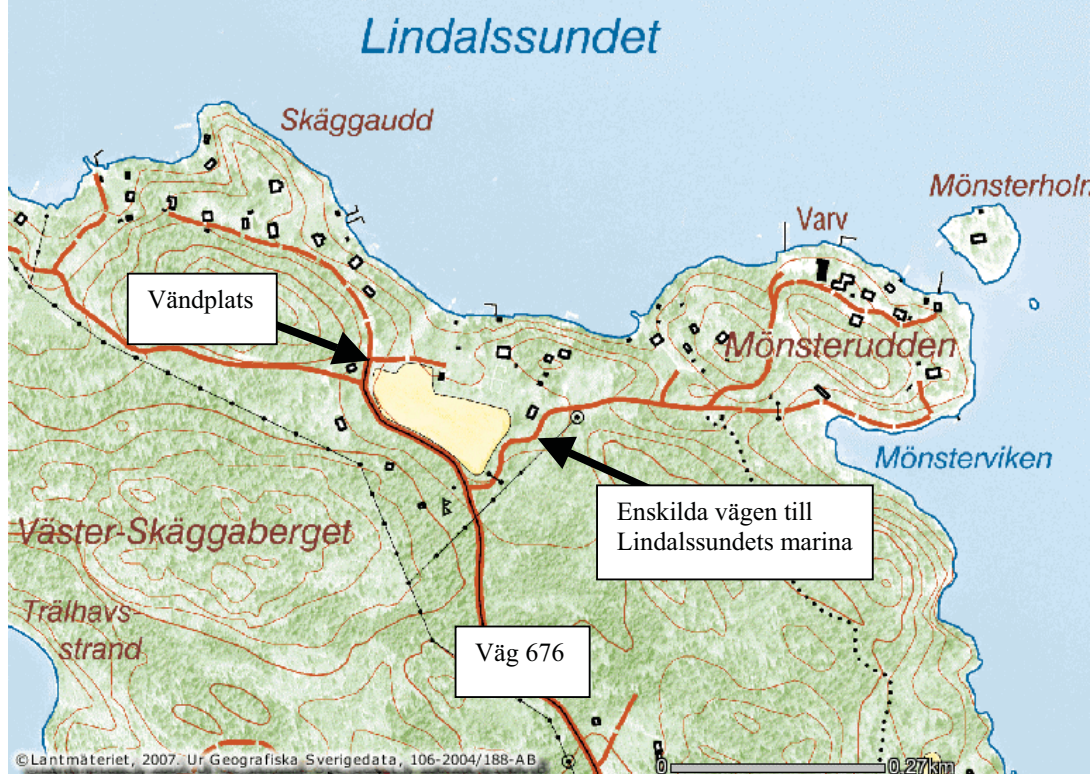 Lindalssundet
Skäggaudd
Mönsterholm
Varv
Vändplats
Mönsterudden
Mönsterviken
Enskilda vägen till
Lindalssundets marina
Väster-Skäggaberget
Trälhavs-
strand
Väg 676
©Lantmäteriet, 2007. Ur Geografiska Sverigedata, 106-2004/188-AB
0 0.27km